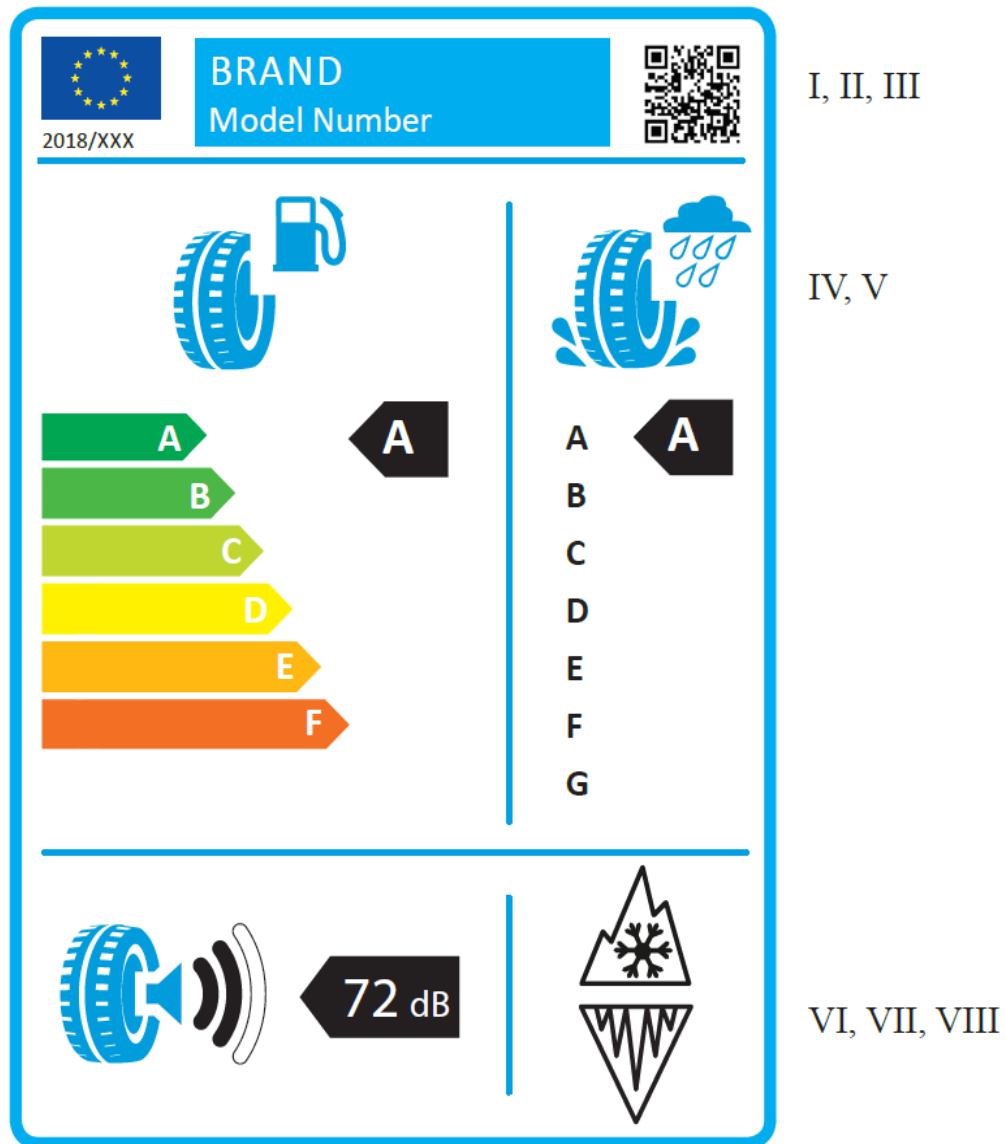 BRAND
Model Number
2018/XXX
I, II, III
IV, V
A
B
C
D
E
F
A
A
B
C
D
E
F
G
A
72 dB
VI, VII, VIII